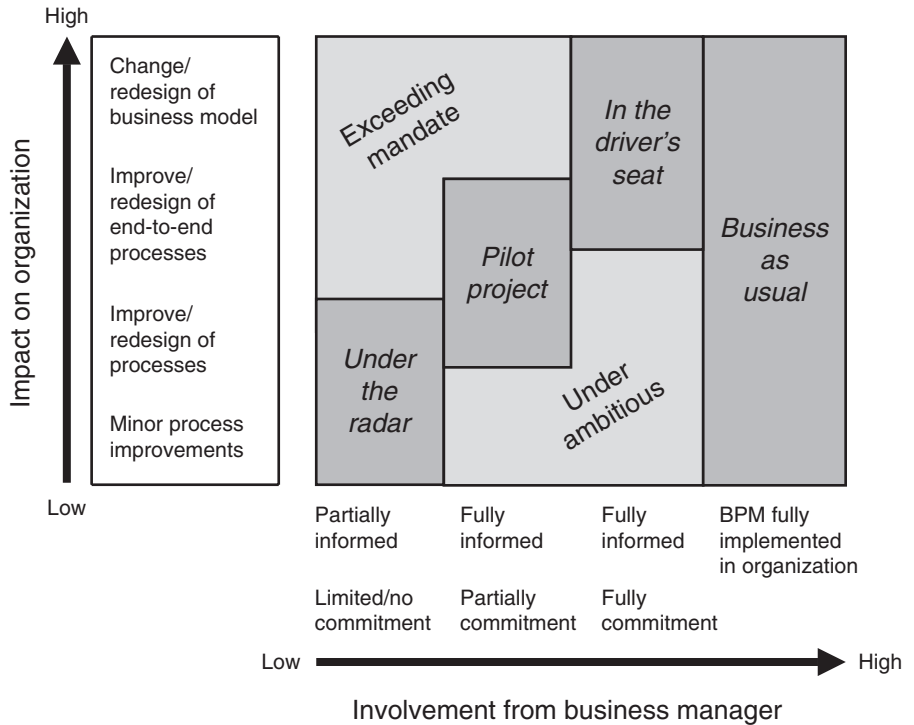 High
Impact on organization
Change/
redesign of
business model
Improve/
redesign of
end-to-end
processes
Improve/
redesign of
processes
Minor process
improvements
Low
Exceeding
mandate
In the
driver's
seat
Pilot
project
Business
as
usual
Under
the
radar
Under
ambitious
Partially
informed
Limited/no
commitment
Fully
informed
Partially
commitment
Fully
informed
Fully
commitment
BPM fully
implemented
in organization
Low
High
Involvement from business manager